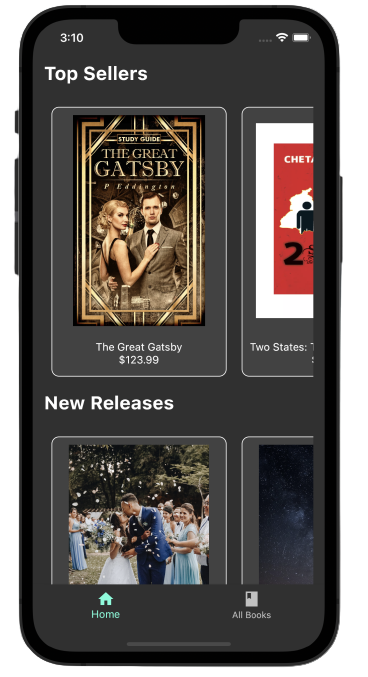 3:10
Top Sellers
STUDY GUIDE
THE GREAT
GATSBY
P Eddington
CHETA
2
The Great Gatsby
$123.99
Two States: T
New Releases
Home
All Books